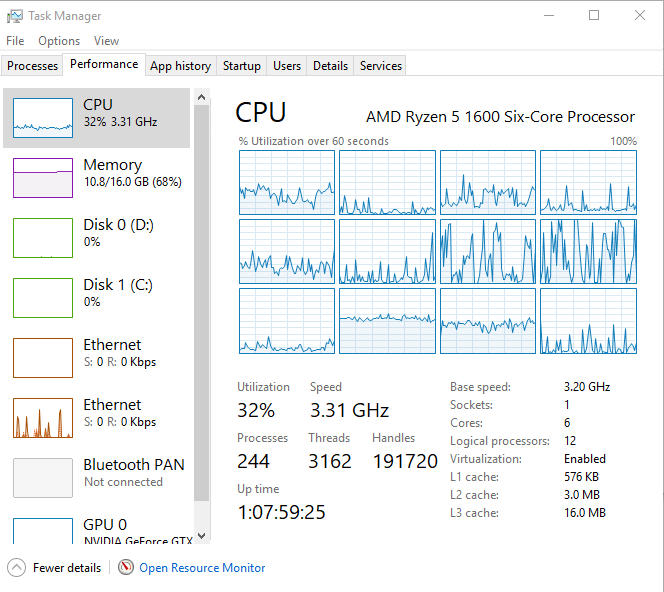 Task Manager
File Options View
Processes Performance App history Startup Users Details Services
CPU
32% 3.31 GHz
Memory
10.8/16.0 GB (68%)
Disk 0 (D:)
0%
Disk 1 (C:)
0%
Ethernet
S: 0 R: 0 Kbps
Ethernet
S: 0 R: 0 Kbps
Bluetooth PAN
Not connected
GPU 0
NVIDIA GeForce GTX
CPU AMD Ryzen 5 1600 Six-Core Processor
% Utilization over 60 seconds 100%
Utilization Speed
32% 3.31 GHz
Processes Threads Handles
244 3162 191720
Up time
1:07:59:25
Base speed: 3.20 GHz
Sockets: 1
Cores: 6
Logical processors: 12
Virtualization: Enabled
L1 cache: 576 KB
L2 cache: 3.0 MB
L3 cache: 16.0 MB
Fewer details Open Resource Monitor